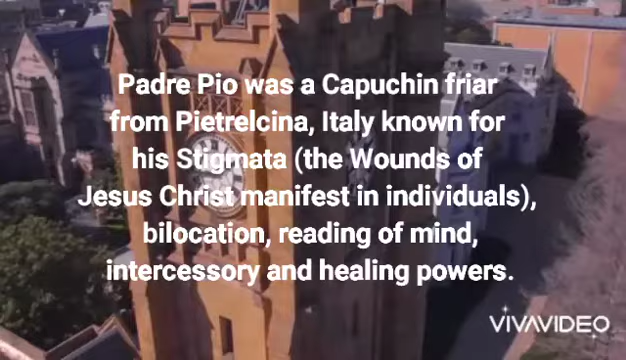 Padre Pio was a Capuchin friar
from Pietrelcina, Italy known for
his Stigmata (the Wounds of
Jesus Christ manifest in individuals),
bilocation, reading of mind,
intercessory and healing powers.
VIVAVIDEO